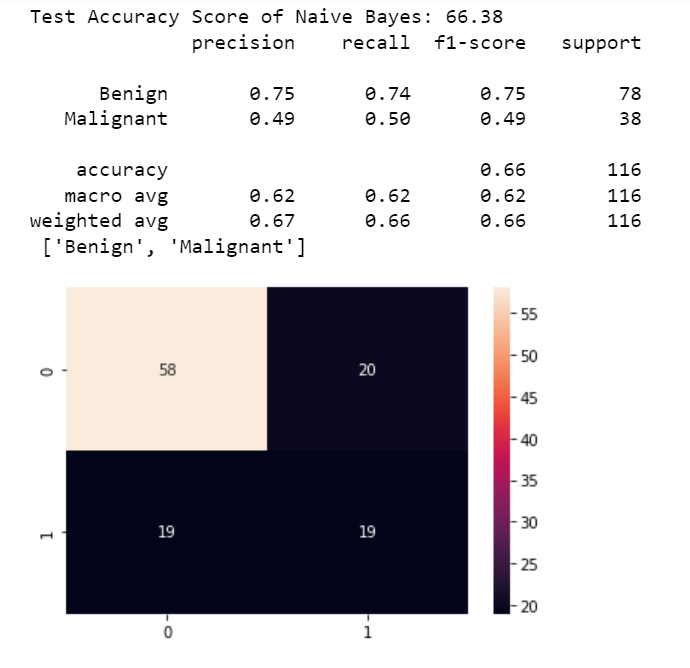 Test Accuracy Score of Naive Bayes: 66.38
precision recall f1-score support
Benign 0.75 0.74 0.75 78
Malignant 0.49 0.50 0.49 38
accuracy 0.66 116
macro avg 0.62 0.62 0.62 116
weighted avg 0.67 0.66 0.66 116
['Benign', 'Malignant']
55
0 58 20
50
45
40
35
30
1 19 19
25
20
0 1